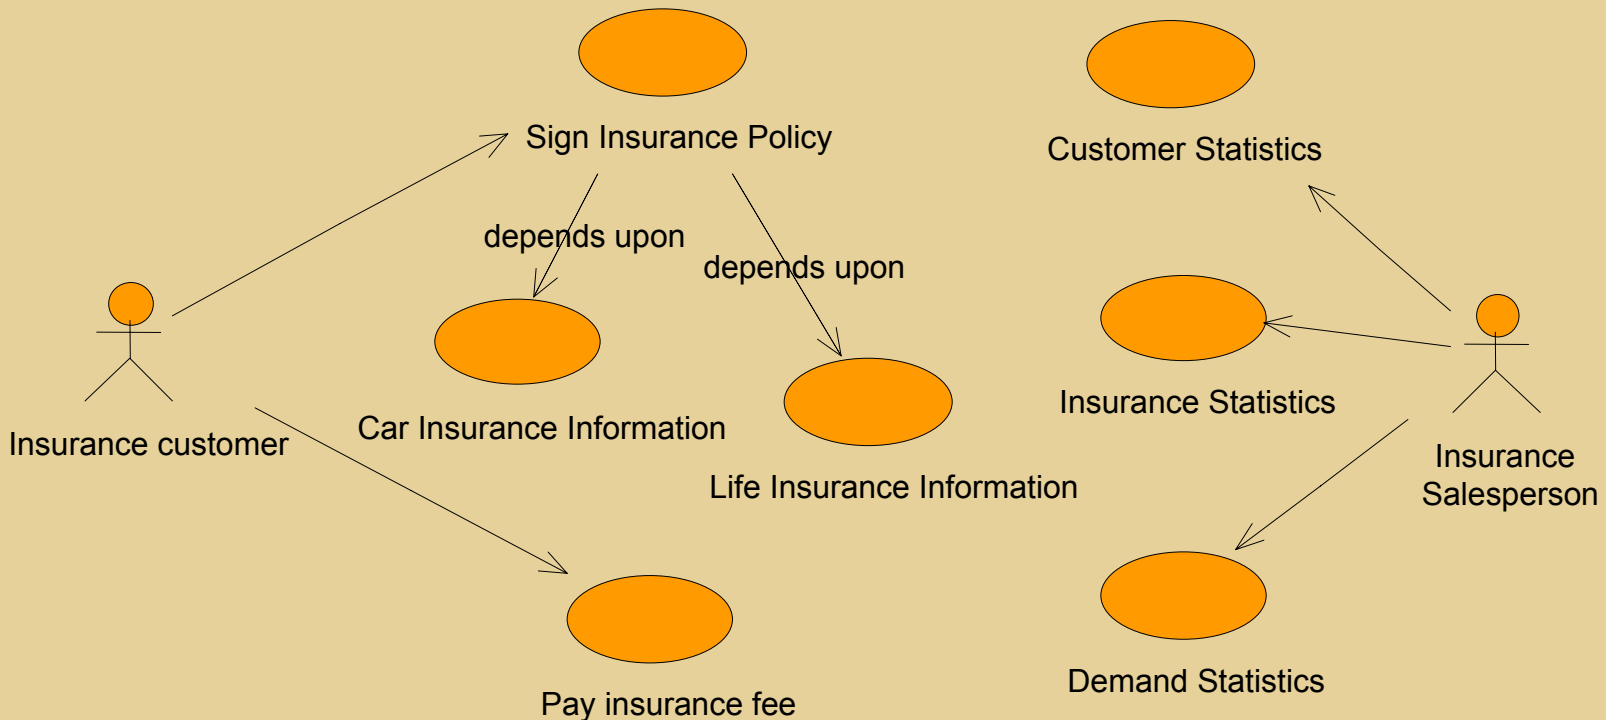 Sign Insurance Policy
Customer Statistics
depends upon
depends upon
Insurance Statistics
Car Insurance Information
Insurance customer
Insurance
Salesperson
Life Insurance Information
Demand Statistics
Pay insurance fee